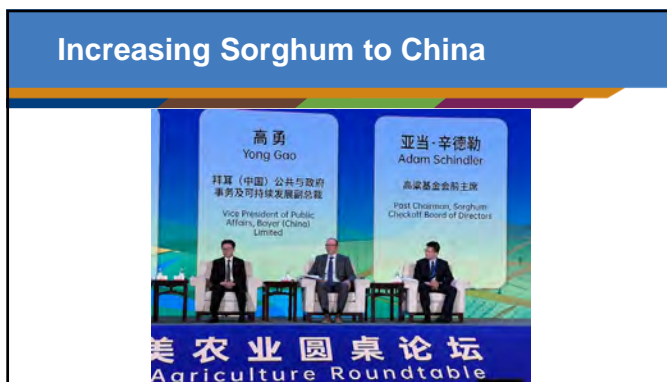 Increasing Sorghum to China
高勇
Yong Gao
拜耳（中国）公共与政府
事务及可持续发展副总裁
Vice President of Public
Affairs, Bayer (China)
Limited
亚当·辛德勒
Adam Schindler
高粱基金会前主席
Past Chairman, Sorghum
Checkoff Board of Directors
美农业圆桌论坛
Agriculture Roundtable